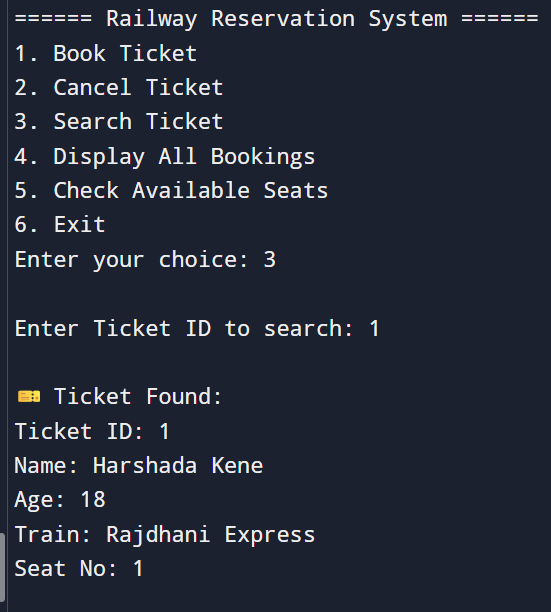 ====== Railway Reservation System ======
1. Book Ticket
2. Cancel Ticket
3. Search Ticket
4. Display All Bookings
5. Check Available Seats
6. Exit
Enter your choice: 3
Enter Ticket ID to search: 1
🎫 Ticket Found:
Ticket ID: 1
Name: Harshada Kene
Age: 18
Train: Rajdhani Express
Seat No: 1